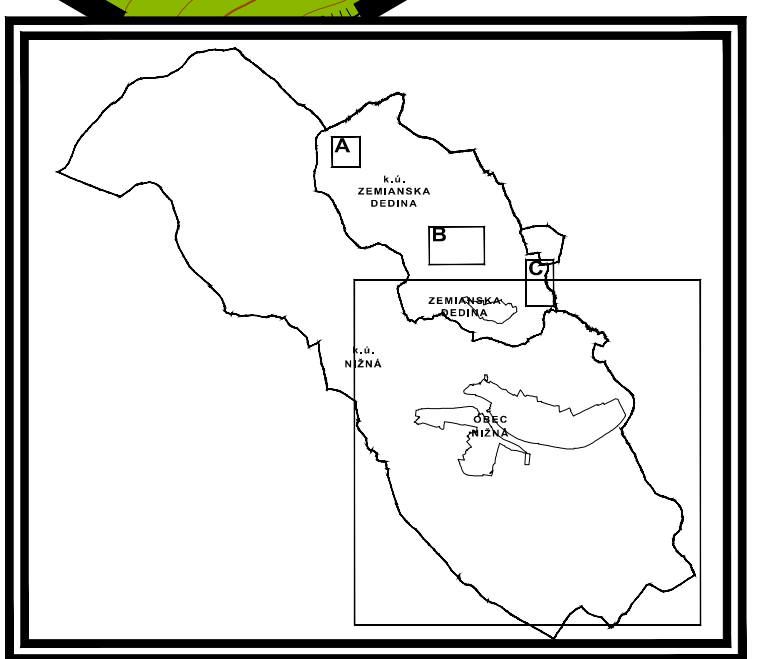 A
k.ú.
ZEMIANSKA
DEDINA
B
C
ZEMIANSKA
DEDINA
k.ú.
NIŽNÁ
OBEC
NIŽNÁ